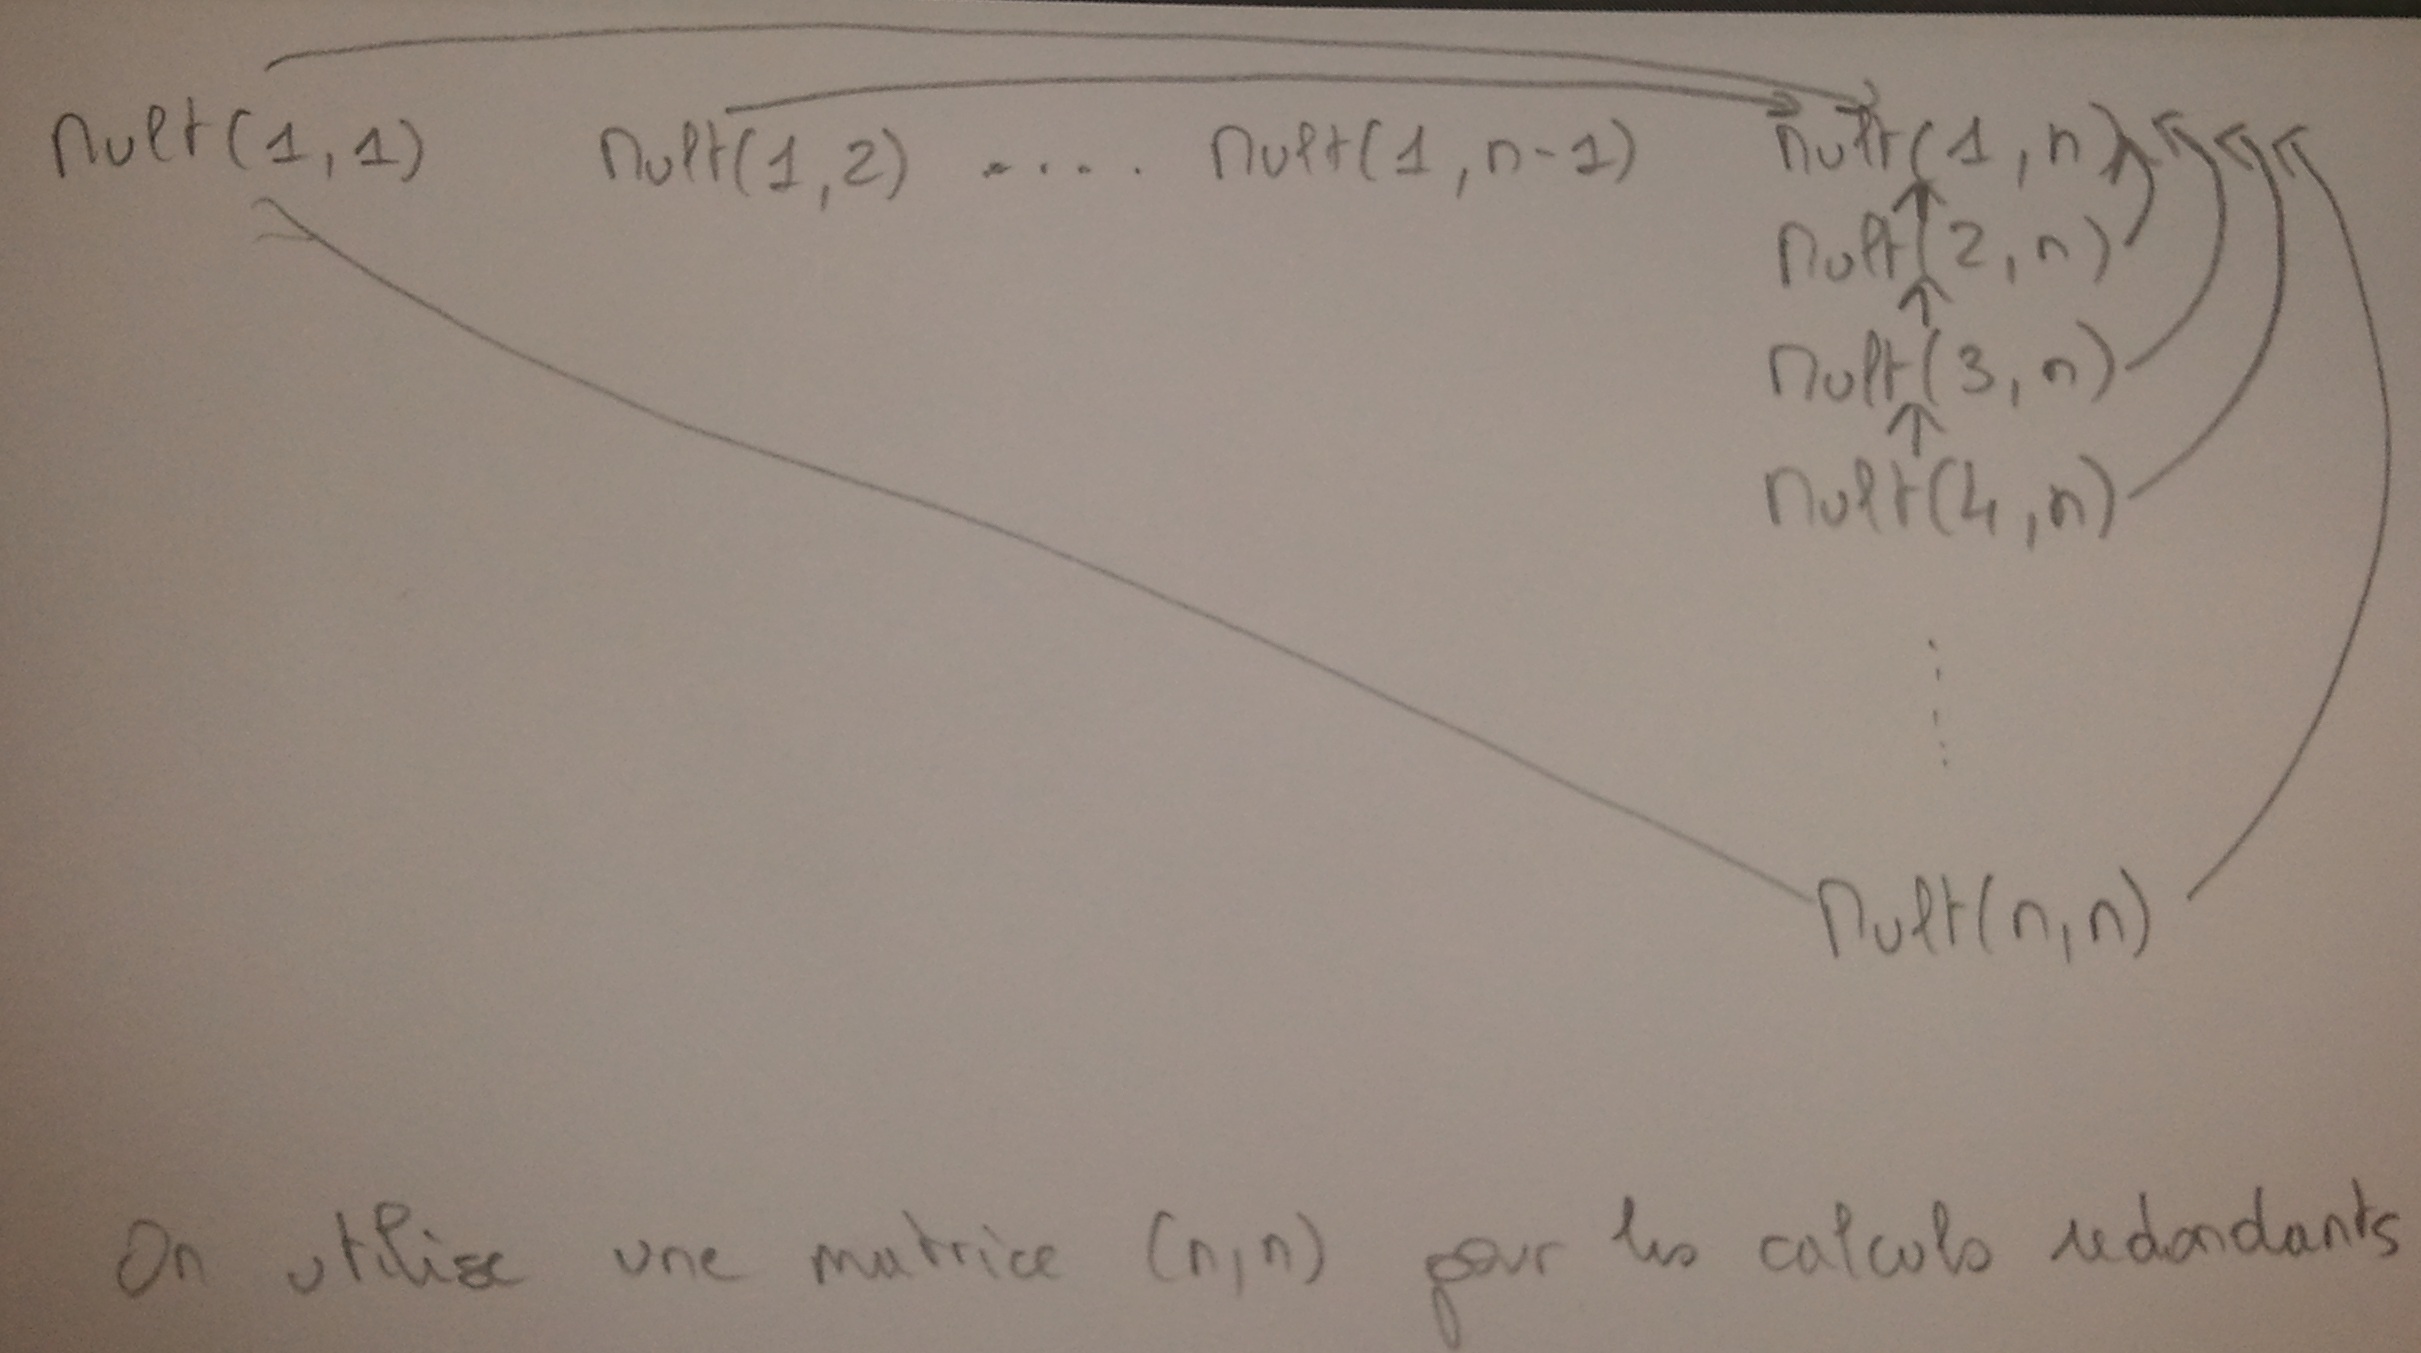 Mult(1,1) Mult(1,2) ..... Mult(1,n-1) Mult(1,n)
Mult(2,n)
Mult(3,n)
Mult(4,n)
Mult(n,n)
On utilise une matrice (n,n) pour les calculs redondants